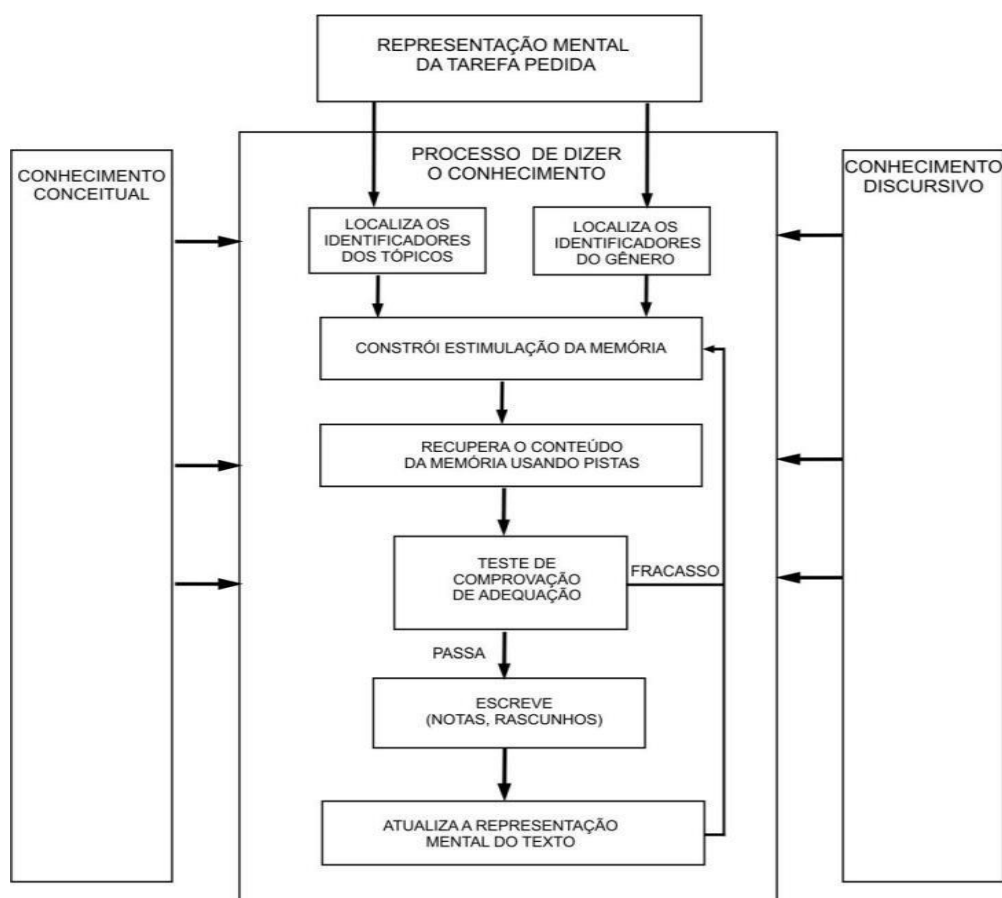 REPRESENTAÇÃO MENTAL
DA TAREFA PEDIDA
CONHECIMENTO
CONCEITUAL
PROCESSO DE DIZER
O CONHECIMENTO
CONHECIMENTO
DISCURSIVO
LOCALIZA OS
IDENTIFICADORES
DOS TÓPICOS
LOCALIZA OS
IDENTIFICADORES
DO GÊNERO
CONSTRÓI ESTIMULAÇÃO DA MEMÓRIA
RECUPERA O CONTEÚDO
DA MEMÓRIA USANDO PISTAS
TESTE DE
COMPROVAÇÃO
DE ADEQUAÇÃO
FRACASSO
PASSA
ESCREVE
(NOTAS, RASCUNHOS)
ATUALIZA A REPRESENTAÇÃO
MENTAL DO TEXTO